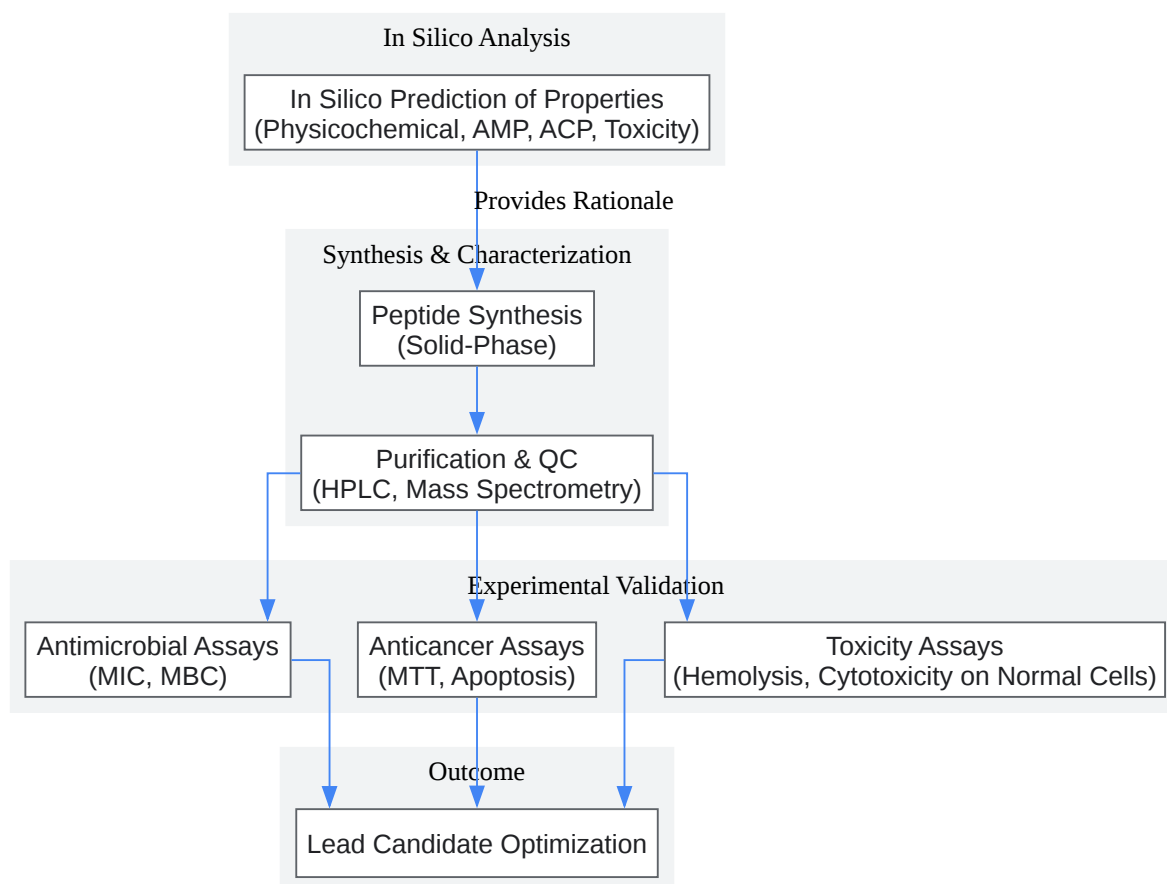 In Silico Analysis
In Silico Prediction of Properties
(Physicochemical, AMP, ACP, Toxicity)
Provides Rationale
Synthesis & Characterization
Peptide Synthesis
(Solid-Phase)
Purification & QC
(HPLC, Mass Spectrometry)
Experimental Validation
Antimicrobial Assays
(MIC, MBC)
Anticancer Assays
(MTT, Apoptosis)
Toxicity Assays
(Hemolysis, Cytotoxicity on Normal Cells)
Outcome
Lead Candidate Optimization